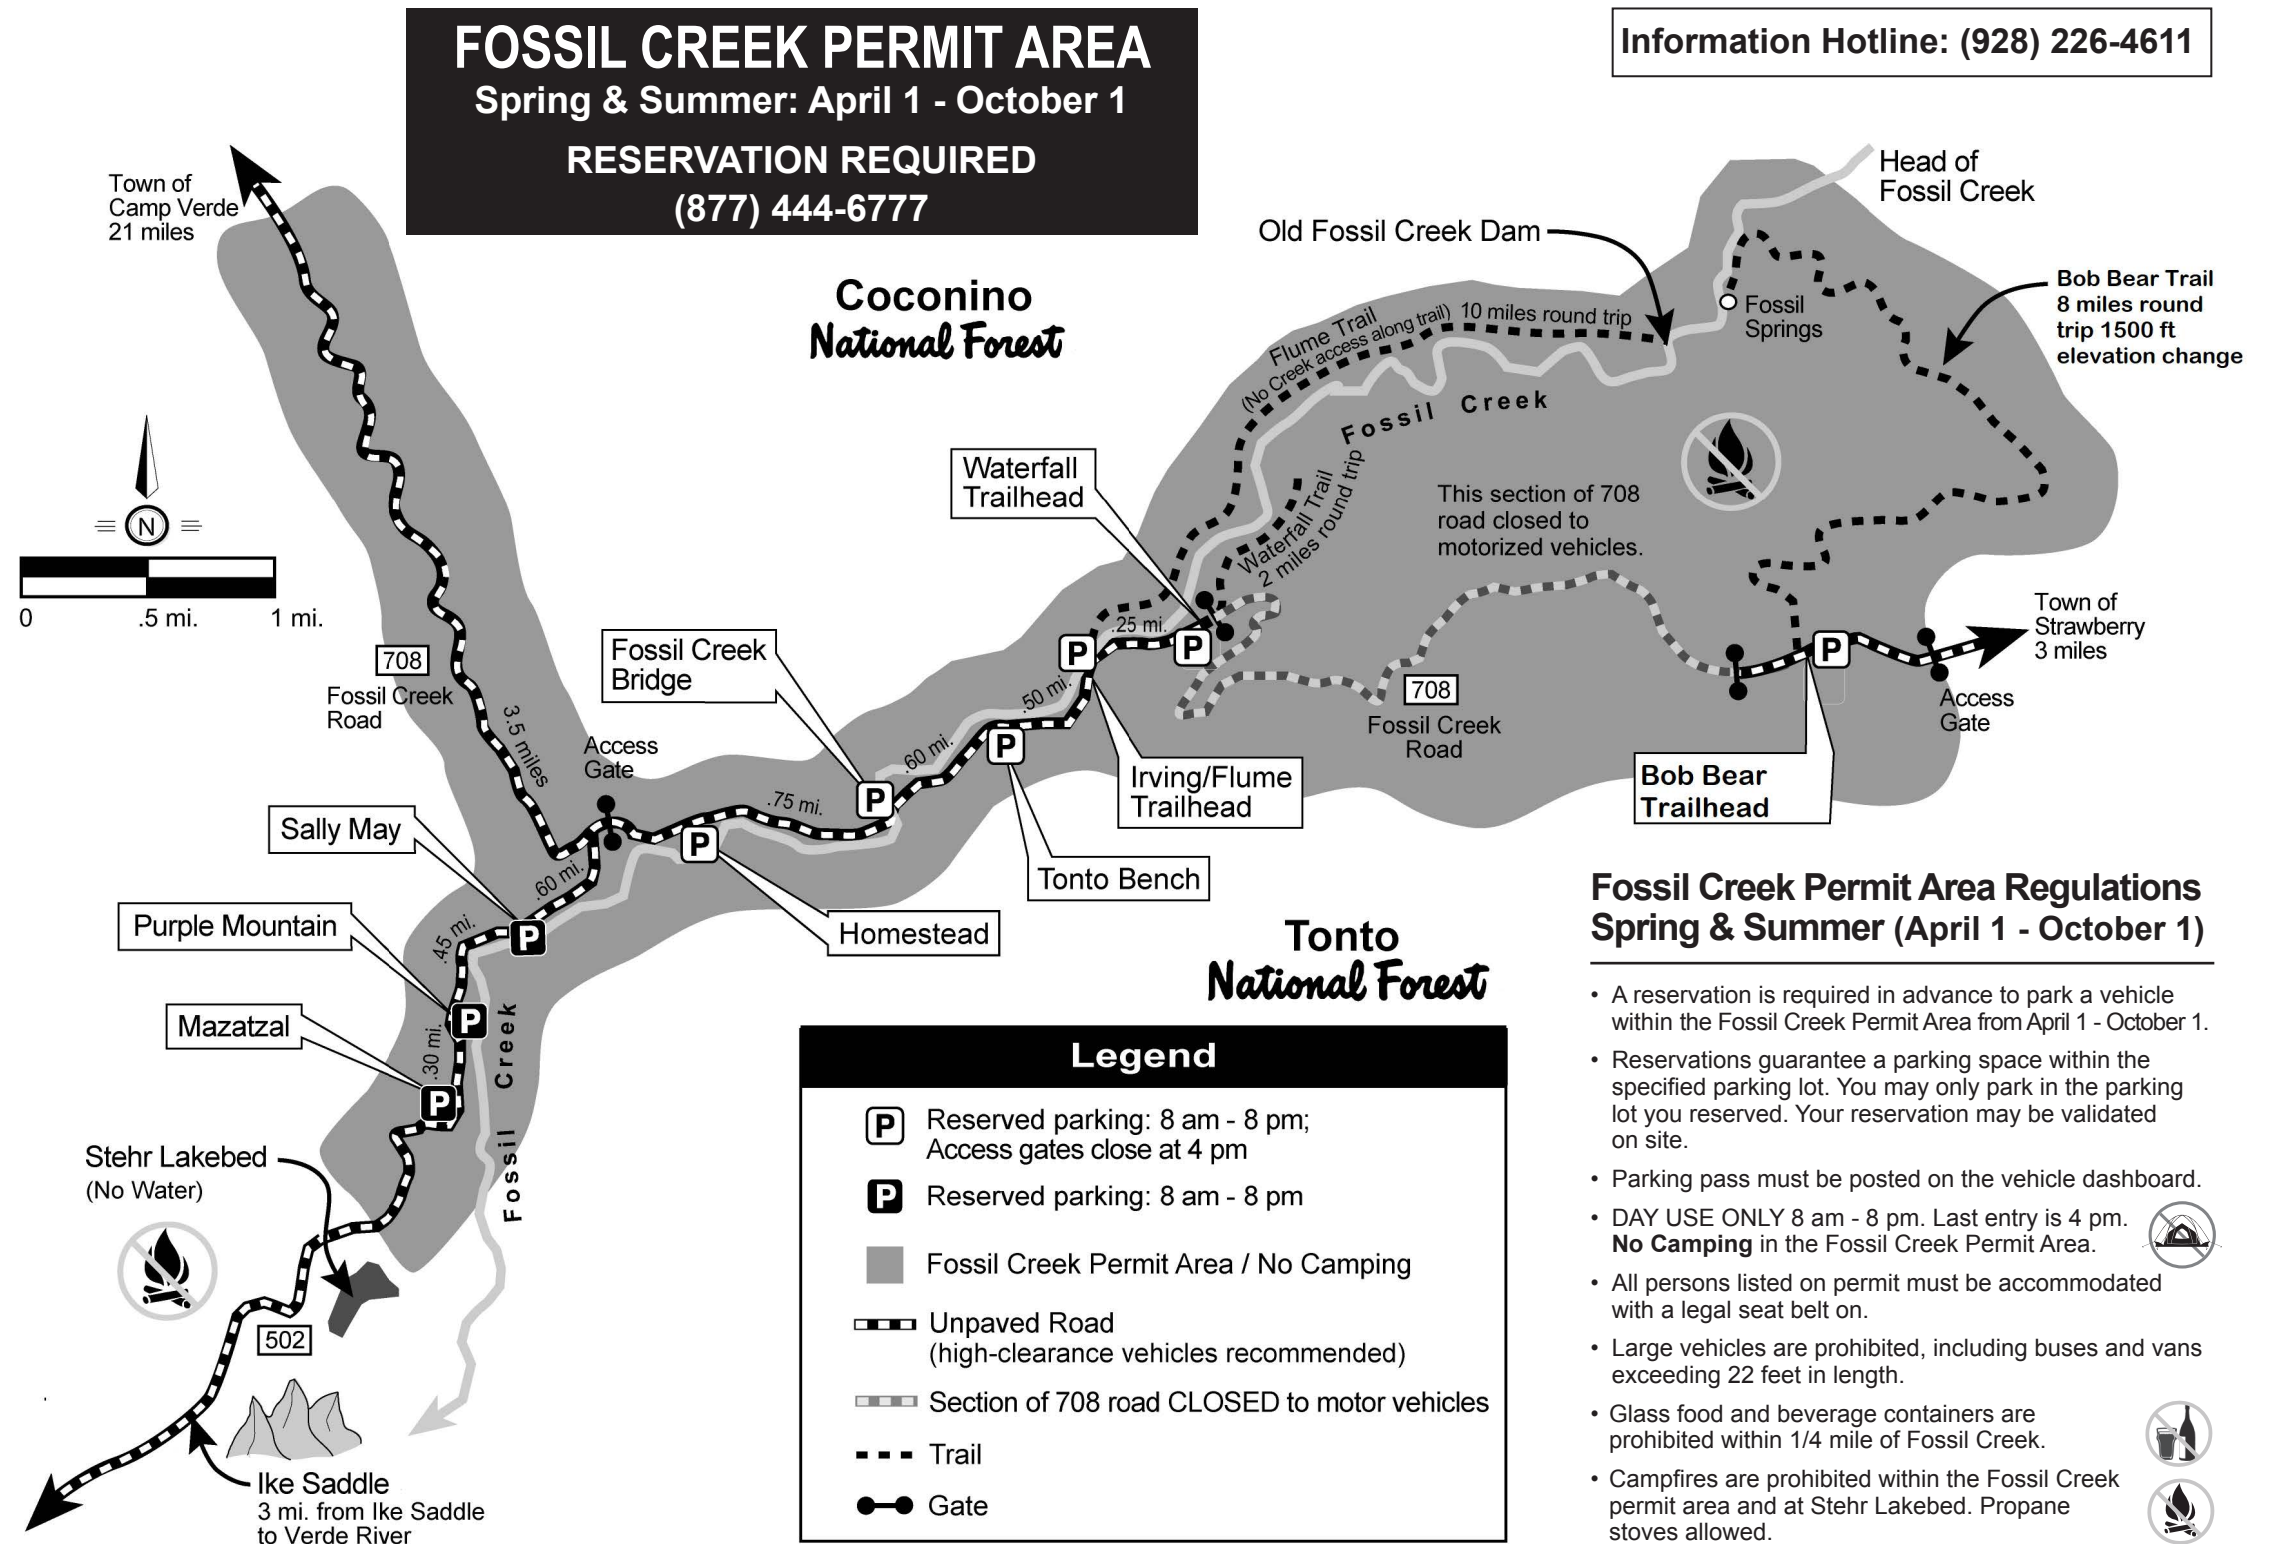 FOSSIL CREEK PERMIT AREA
Spring & Summer: April 1 - October 1
RESERVATION REQUIRED
(877) 444-6777
Information Hotline: (928) 226-4611
Town of
Camp Verde
21 miles
Coconino
National Forest
Old Fossil Creek Dam
Head of
Fossil Creek
Bob Bear Trail
8 miles round
trip 1500 ft
elevation change
Fossil
Springs
Flume Trail
(No Creek access along trail)
10 miles round trip
Fossil Creek
Waterfall
Trailhead
Waterfall Trail
2 miles round trip
This section of 708
road closed to
motorized vehicles.
N
0 .5 mi. 1 mi.
708
Fossil Creek
Road
3.5 miles
Access
Gate
Fossil Creek
Bridge
.25 mi.
P
P
.50 mi.
.60 mi.
P
P
.75 mi.
P
708
Fossil Creek
Road
P
Town of
Strawberry
3 miles
Access
Gate
Irving/Flume
Trailhead
Bob Bear
Trailhead
Tonto Bench
Homestead
Sally May
.60 mi.
P
Purple Mountain
.45 mi.
P
Mazatzal
.30 mi.
P
Fossil Creek
Stehr Lakebed
(No Water)
502
Ike Saddle
3 mi. from Ike Saddle
to Verde River
Tonto
National Forest
Legend
P Reserved parking: 8 am - 8 pm;
Access gates close at 4 pm
P Reserved parking: 8 am - 8 pm
Fossil Creek Permit Area / No Camping
Unpaved Road
(high-clearance vehicles recommended)
Section of 708 road CLOSED to motor vehicles
Trail
Gate
Fossil Creek Permit Area Regulations
Spring & Summer (April 1 - October 1)
• A reservation is required in advance to park a vehicle
within the Fossil Creek Permit Area from April 1 - October 1.
• Reservations guarantee a parking space within the
specified parking lot. You may only park in the parking
lot you reserved. Your reservation may be validated
on site.
• Parking pass must be posted on the vehicle dashboard.
• DAY USE ONLY 8 am - 8 pm. Last entry is 4 pm.
No Camping in the Fossil Creek Permit Area.
• All persons listed on permit must be accommodated
with a legal seat belt on.
• Large vehicles are prohibited, including buses and vans
exceeding 22 feet in length.
• Glass food and beverage containers are
prohibited within 1/4 mile of Fossil Creek.
• Campfires are prohibited within the Fossil Creek
permit area and at Stehr Lakebed. Propane
stoves allowed.